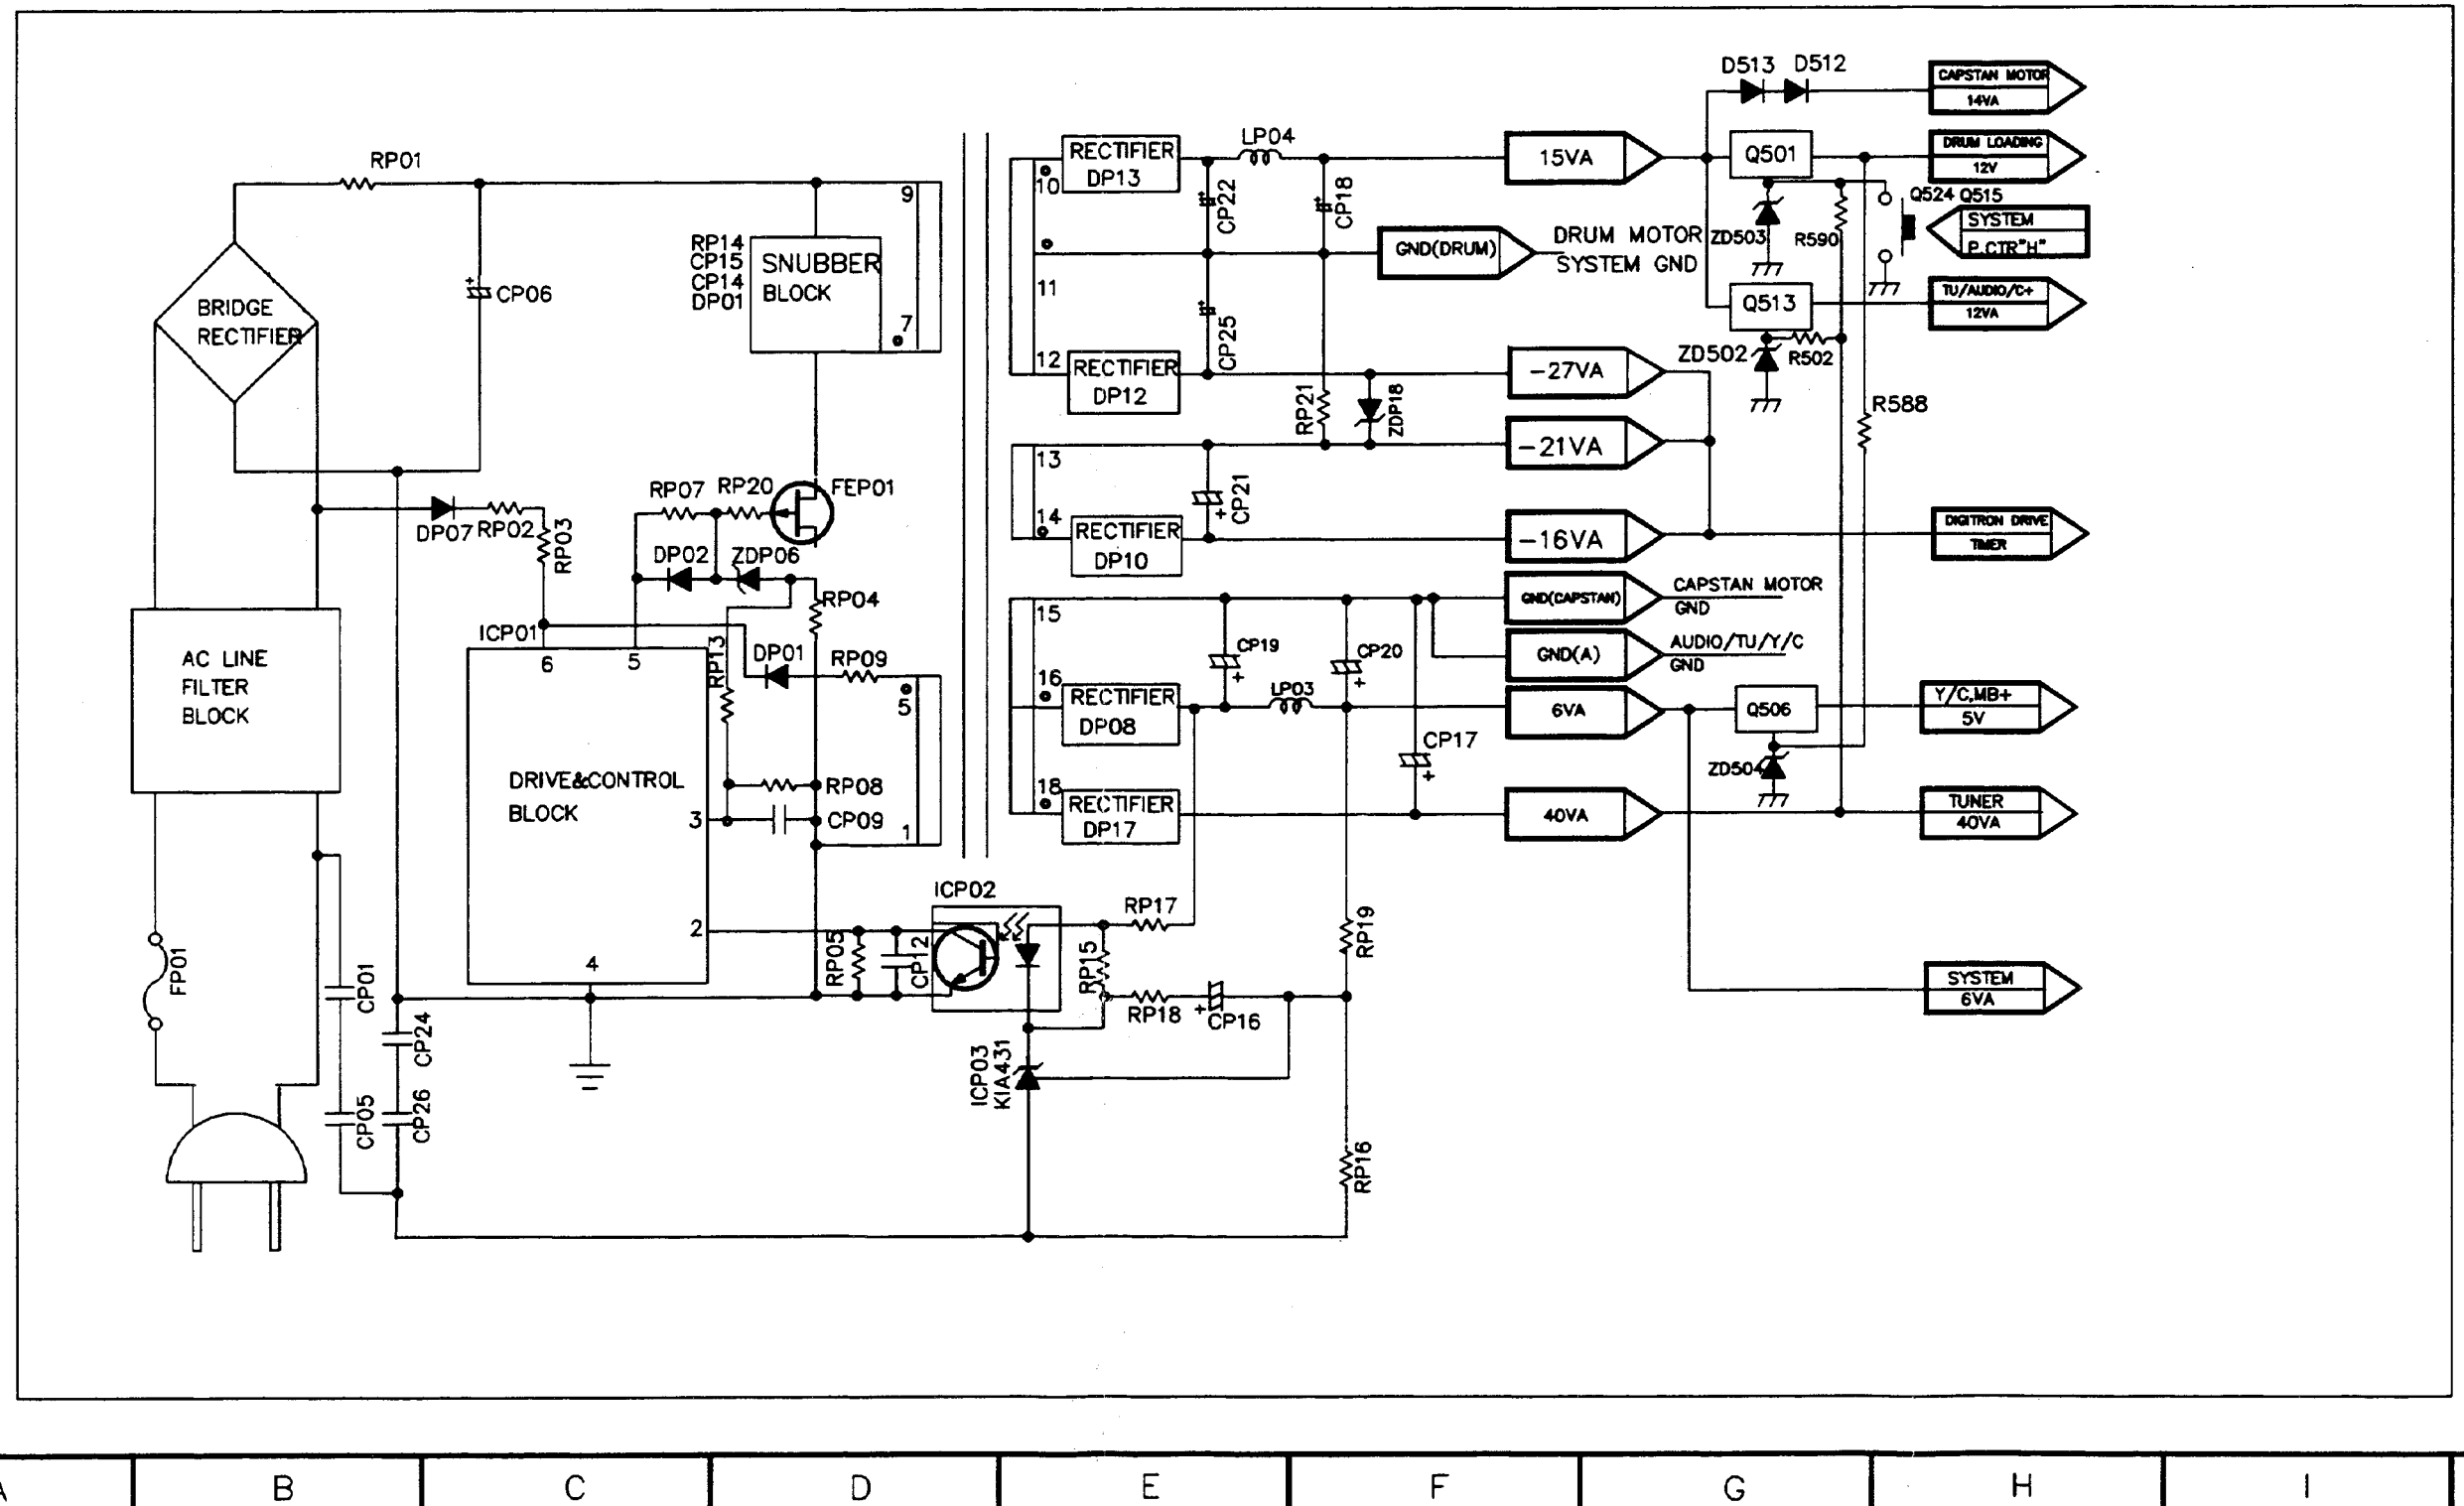 RP01
BRIDGE
RECTIFIER
CP06
RP14
CP15
CP14
DP01
SNUBBER
BLOCK
9
7
RP07
RP20
FEP01
DP07
RP02
RP03
DP02
ZDP06
RP04
ICP01
6
5
RP13
DP01
RP09
5
1
AC LINE
FILTER
BLOCK
DRIVE&CONTROL
BLOCK
3
RP08
CP09
2
4
RP05
CP12
ICP02
FP01
CP01
CP24
CP05
CP26
RECTIFIER
DP13
10
LP04
CP22
CP18
11
CP25
12
RECTIFIER
DP12
RP21
ZDP18
13
14
CP21
RECTIFIER
DP10
15
16
CP19
CP20
LP03
RECTIFIER
DP08
CP17
18
RECTIFIER
DP17
RP17
RP15
RP19
RP18
+
CP16
ICP03
KIA431
RP16
15VA
GND(DRUM)
DRUM MOTOR
SYSTEM GND
-27VA
-21VA
-16VA
GND(CAPSTAN)
CAPSTAN MOTOR
GND
GND(A)
AUDIO/TU/Y/C
GND
6VA
40VA
D513
D512
CAPSTAN MOTOR
14VA
Q501
DRUM LOADING
12V
ZD503
R590
Q524 Q515
SYSTEM
P.CTR"H"
Q513
TU/AUDIO/C+
12VA
ZD502
R502
R588
DIGITRON DRIVE
TIMER
Q506
Y/C,MB+
5V
ZD504
TUNER
40VA
SYSTEM
6VA
A
B
C
D
E
F
G
H
I